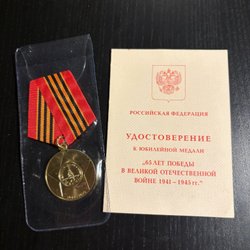 РОССИЙСКАЯ ФЕДЕРАЦИЯ
УДОСТОВЕРЕНИЕ
К ЮБИЛЕЙНОЙ МЕДАЛИ
„65 ЛЕТ ПОБЕДЫ
В ВЕЛИКОЙ ОТЕЧЕСТВЕННОЙ
ВОЙНЕ 1941–1945 гг."